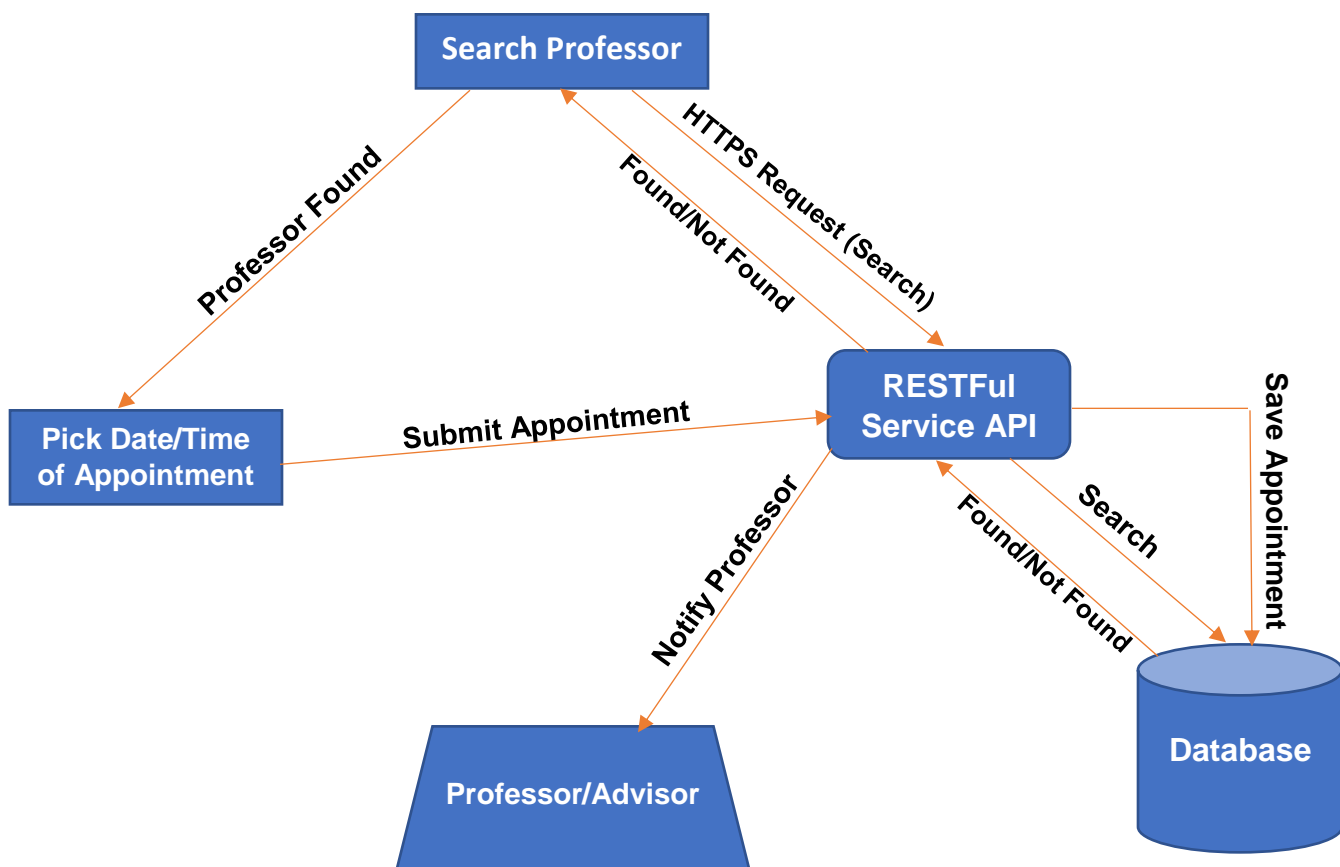 Search Professor
HTTPS Request (Search)
Found/Not Found
Professor Found
RESTFul
Service API
Pick Date/Time
of Appointment
Submit Appointment
Save Appointment
Search
Found/Not Found
Notify Professor
Database
Professor/Advisor